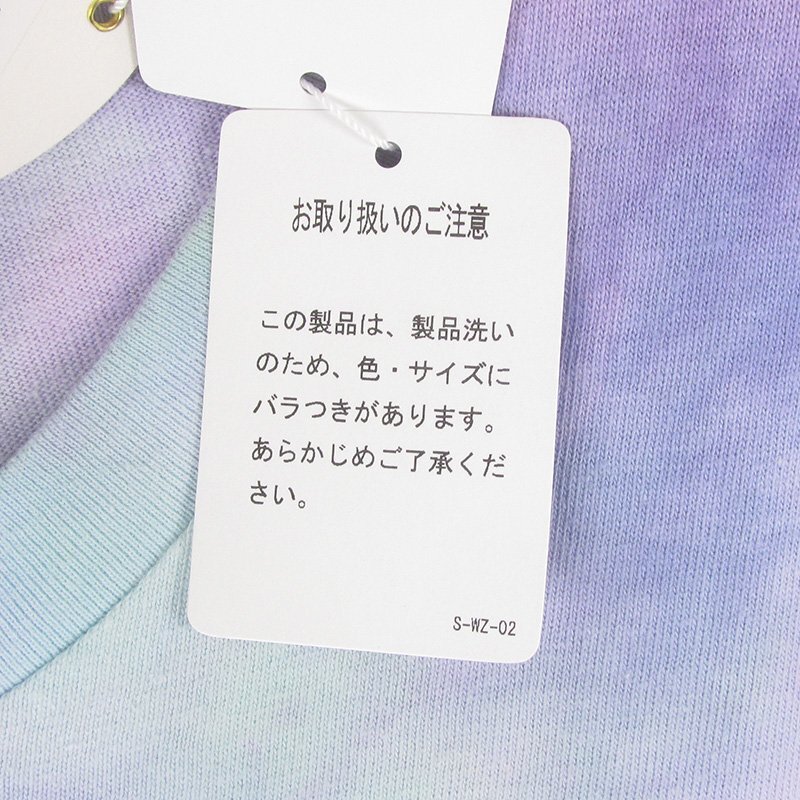 お取り扱いのご注意
この製品は、製品洗い
のため、色・サイズに
バラつきがあります。
あらかじめご了承くだ
さい。
S-WZ-02